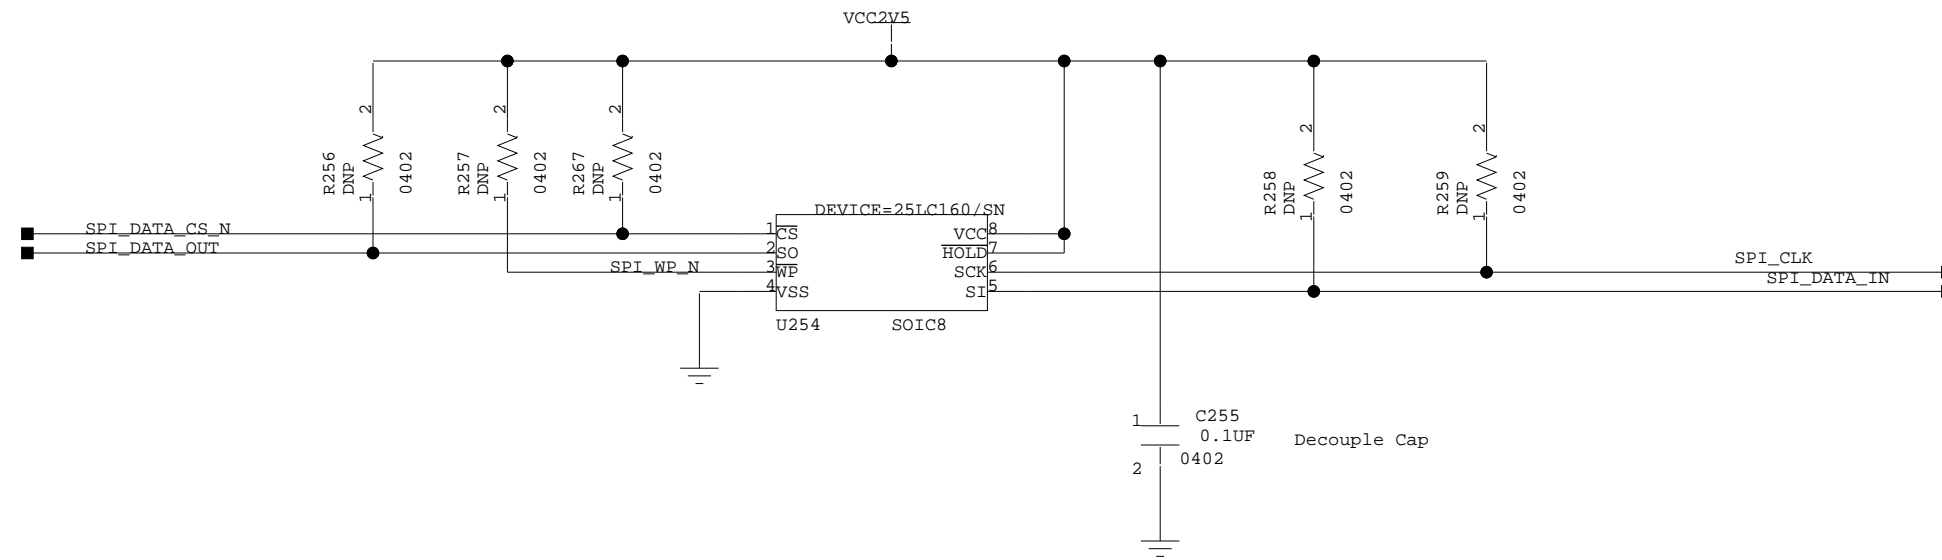 VCC2V5
2
2
2
2
2
R256
DNP
0402
1
R257
DNP
0402
1
R267
DNP
0402
1
R258
DNP
0402
1
R259
DNP
0402
1
DEVICE=25LC160/SN
SPI_DATA_CS_N
1 CS
VCC 8
SPI_DATA_OUT
2 SO
HOLD 7
SPI_WP_N
3 WP
SCK 6
SPI_CLK
4 VSS
SI 5
SPI_DATA_IN
U254
SOIC8
1
C255
0.1UF
Decouple Cap
0402
2